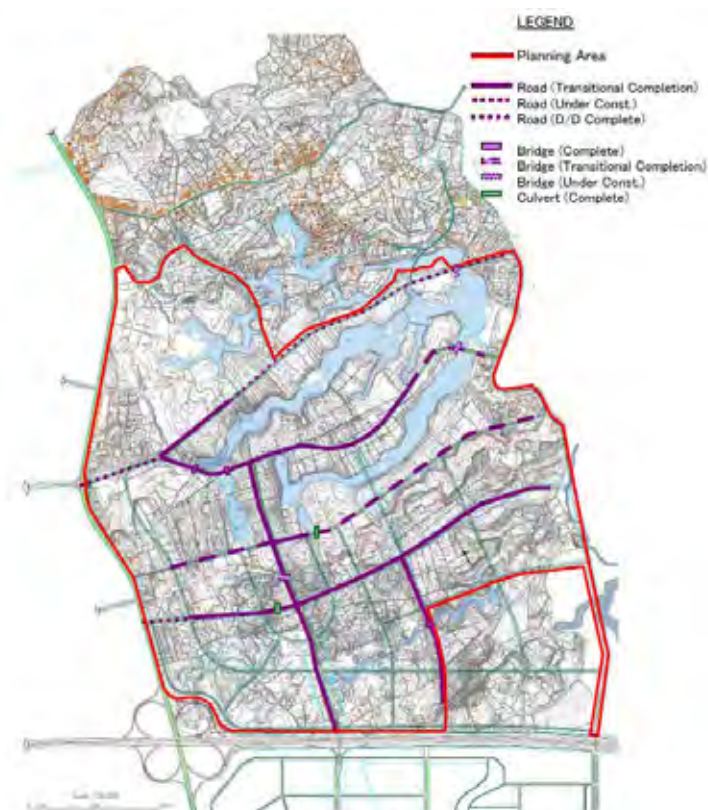 LEGEND
Planning Area
Road (Transitional Completion)
Road (Under Const.)
Road (D/D Complete)
Bridge (Complete)
Bridge (Transitional Completion)
Bridge (Under Const.)
Culvert (Complete)